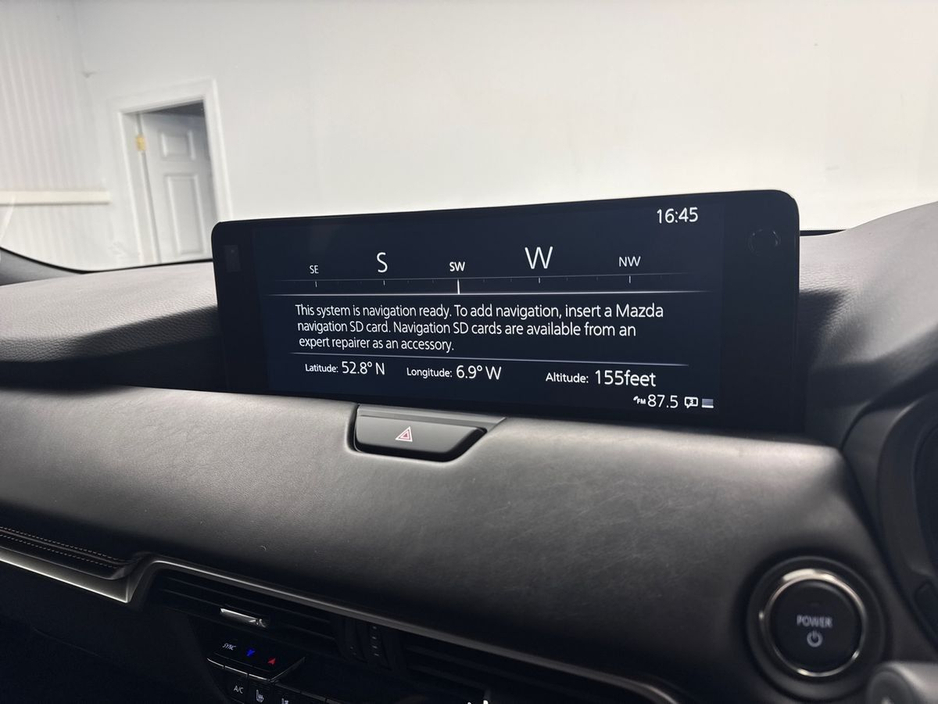 16:45
SE S SW W NW
This system is navigation ready. To add navigation, insert a Mazda
navigation SD card. Navigation SD cards are available from an
expert repairer as an accessory.
Latitude: 52.8° N Longitude: 6.9° W Altitude: 155feet
FM 87.5
POWER
SYNC
A/C